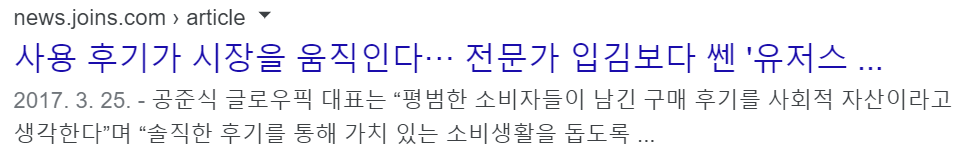 news.joins.com › article
사용 후기가 시장을 움직인다… 전문가 입김보다 쎈 '유저스 ...
2017. 3. 25. - 공준식 글로우픽 대표는 “평범한 소비자들이 남긴 구매 후기를 사회적 자산이라고
생각한다”며 “솔직한 후기를 통해 가치 있는 소비생활을 돕도록 ...